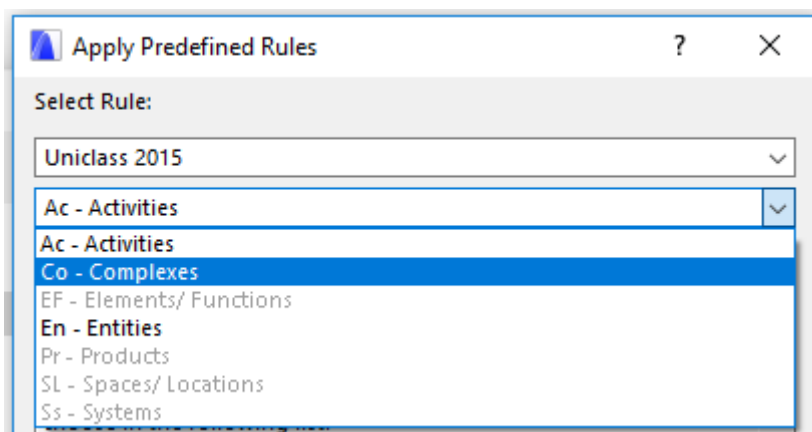 Apply Predefined Rules
Select Rule:
Uniclass 2015
Ac - Activities
Ac - Activities
Co - Complexes
EF - Elements/ Functions
En - Entities
Pr - Products
SL - Spaces/ Locations
Ss - Systems